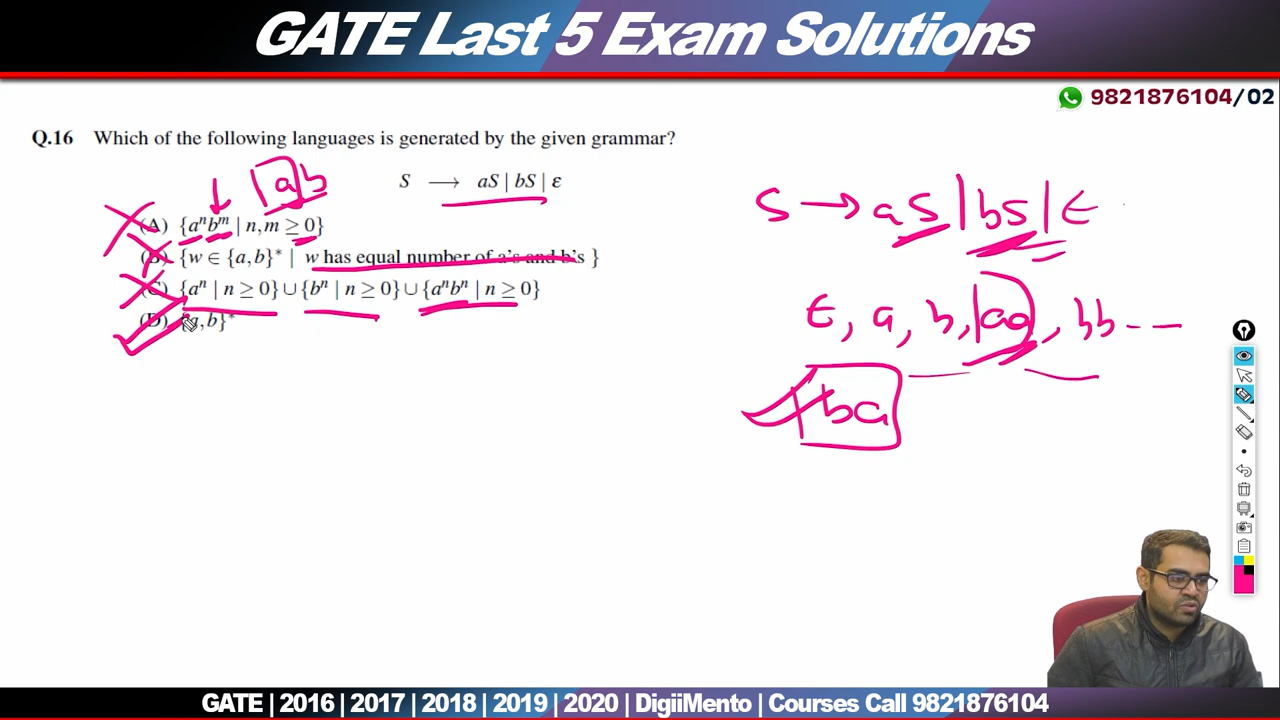 GATE Last 5 Exam Solutions
9821876104/02
Q.16 Which of the following languages is generated by the given grammar?
S ⟶ aS | bS | ε
ab
(A) {aⁿbᵐ | n,m ≥ 0}
(B) {w ∈ {a,b}* | w has equal number of a's and b's }
(C) {aⁿ | n ≥ 0} ∪ {bⁿ | n ≥ 0} ∪ {aⁿbⁿ | n ≥ 0}
(D) {a,b}*
S → aS | bS | ε
ε, a, b, aa, bb --
ba
GATE | 2016 | 2017 | 2018 | 2019 | 2020 | DigiiMento | Courses Call 9821876104